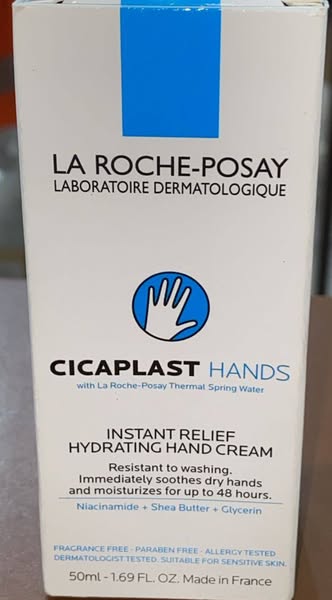 LA ROCHE-POSAY
LABORATOIRE DERMATOLOGIQUE
CICAPLAST HANDS
with La Roche-Posay Thermal Spring Water
INSTANT RELIEF
HYDRATING HAND CREAM
Resistant to washing.
Immediately soothes dry hands
and moisturizes for up to 48 hours.
Niacinamide + Shea Butter + Glycerin
FRAGRANCE FREE - PARABEN FREE - ALLERGY TESTED
DERMATOLOGIST TESTED. SUITABLE FOR SENSITIVE SKIN.
50ml - 1.69 FL. OZ. Made in France